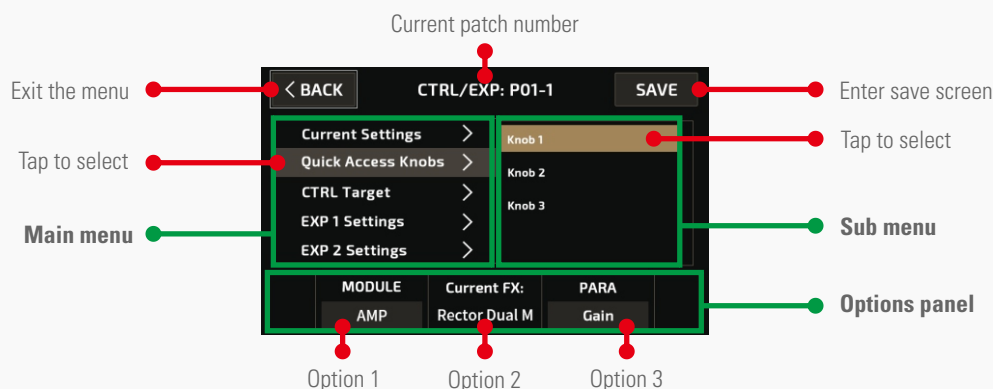 Current patch number
Exit the menu
< BACK
CTRL/EXP: P01-1
SAVE
Enter save screen
Tap to select
Current Settings >
Quick Access Knobs >
CTRL Target >
EXP 1 Settings >
EXP 2 Settings >
Knob 1
Knob 2
Knob 3
Tap to select
Main menu
Sub menu
MODULE
Current FX:
PARA
AMP
Rector Dual M
Gain
Options panel
Option 1
Option 2
Option 3